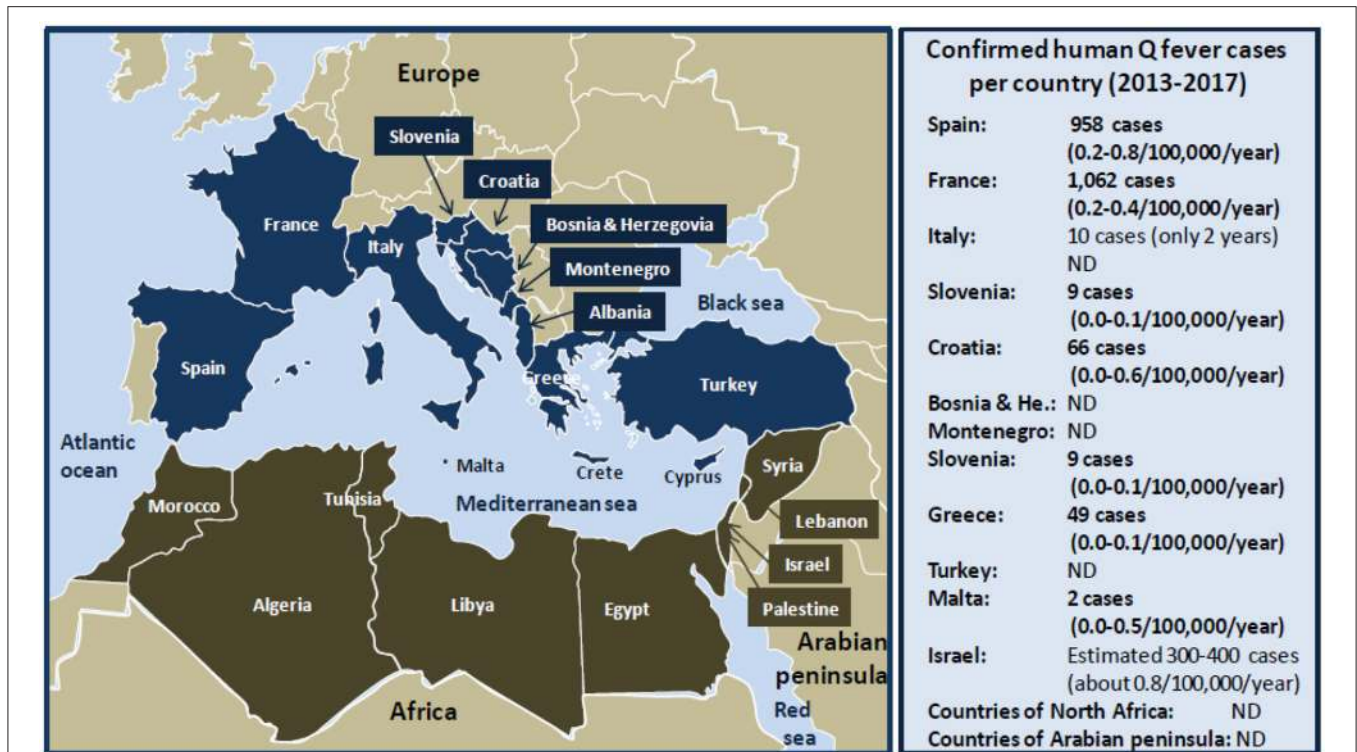 Europe
Slovenia
Croatia
Bosnia & Herzegovia
France
Italy
Montenegro
Black sea
Albania
Spain
Greece
Turkey
Atlantic
ocean
Malta
Crete
Cyprus
Syria
Morocco
Tunisia
Mediterranean sea
Lebanon
Israel
Algeria
Libya
Egypt
Palestine
Arabian
peninsula
Africa
Red
sea
Confirmed human Q fever cases
per country (2013-2017)
Spain: 958 cases
(0.2-0.8/100,000/year)
France: 1,062 cases
(0.2-0.4/100,000/year)
Italy: 10 cases (only 2 years)
ND
Slovenia: 9 cases
(0.0-0.1/100,000/year)
Croatia: 66 cases
(0.0-0.6/100,000/year)
Bosnia & He.: ND
Montenegro: ND
Slovenia: 9 cases
(0.0-0.1/100,000/year)
Greece: 49 cases
(0.0-0.1/100,000/year)
Turkey: ND
Malta: 2 cases
(0.0-0.5/100,000/year)
Israel: Estimated 300-400 cases
(about 0.8/100,000/year)
Countries of North Africa: ND
Countries of Arabian peninsula: ND